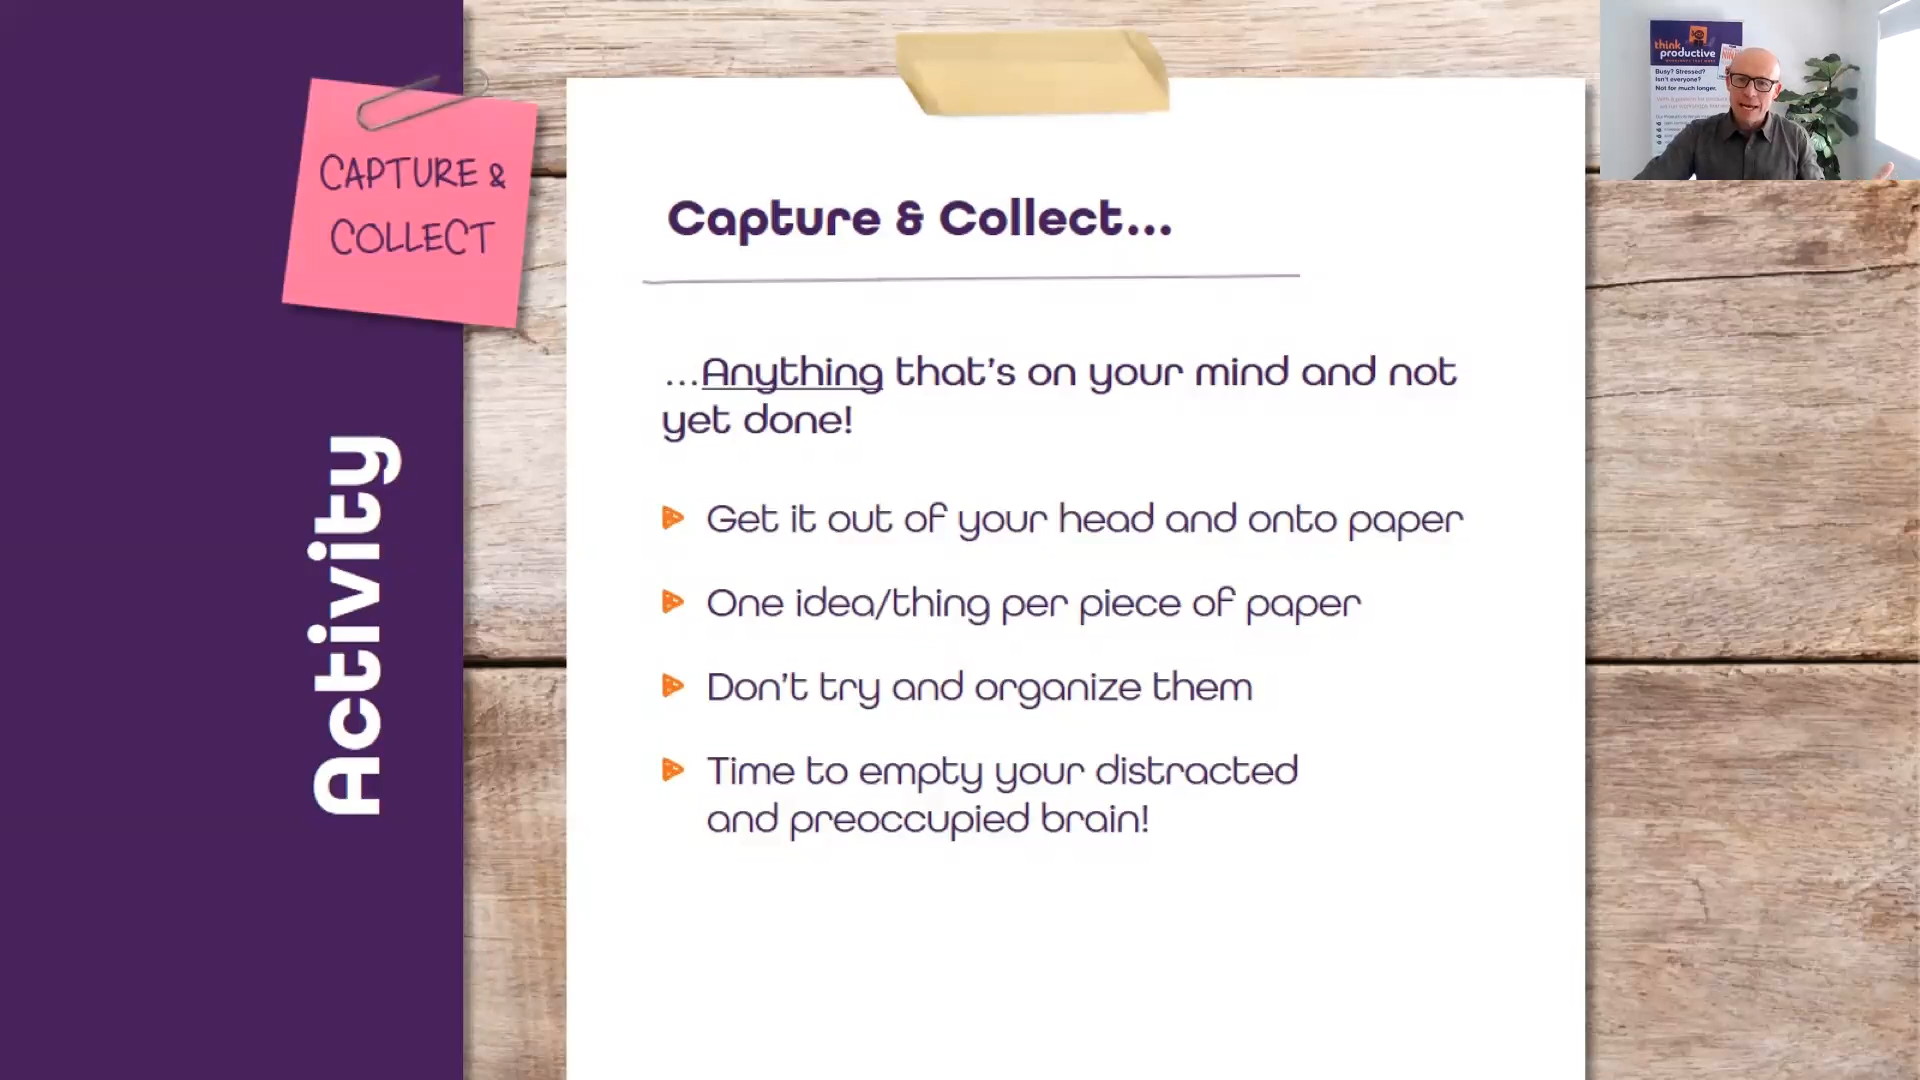 CAPTURE &
COLLECT
Activity
Capture & Collect...
...Anything that's on your mind and not
yet done!
Get it out of your head and onto paper
One idea/thing per piece of paper
Don't try and organize them
Time to empty your distracted
and preoccupied brain!
think
productive
Busy? Stressed?
Isn't everyone?
Not for much longer.